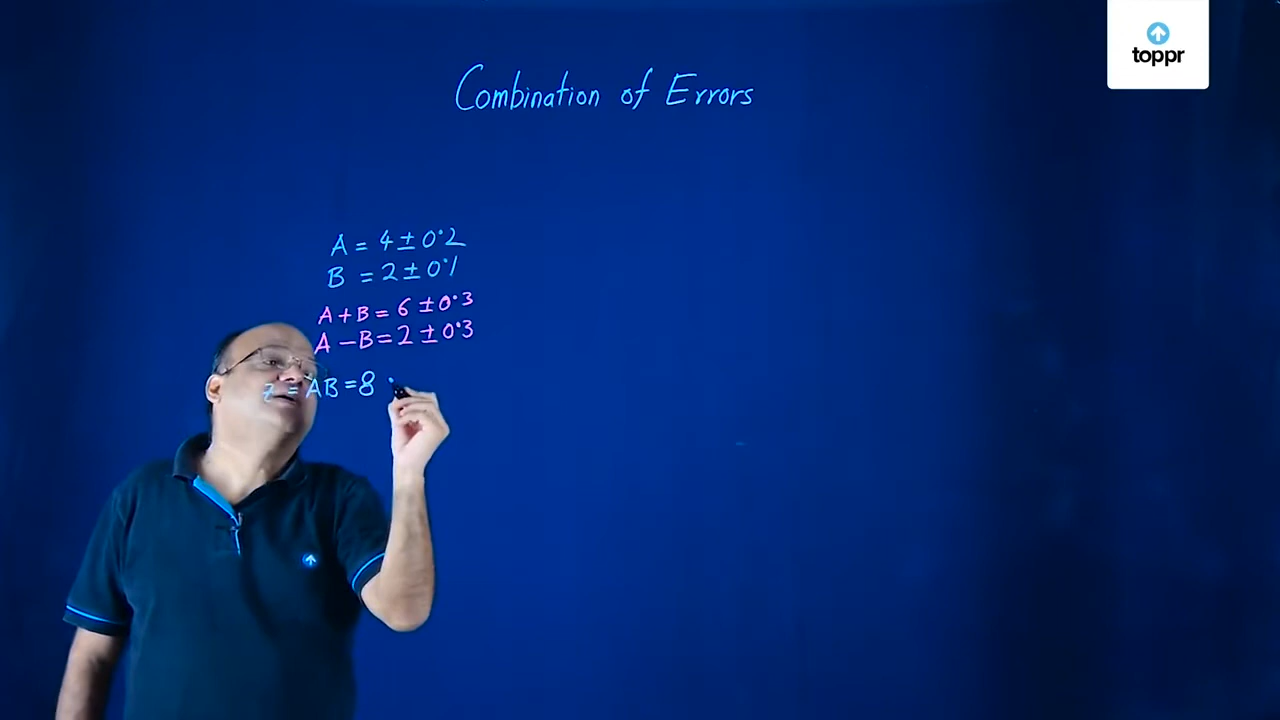 toppr
Combination of Errors
A = 4 ± 0.2
B = 2 ± 0.1
A + B = 6 ± 0.3
A - B = 2 ± 0.3
z = AB = 8